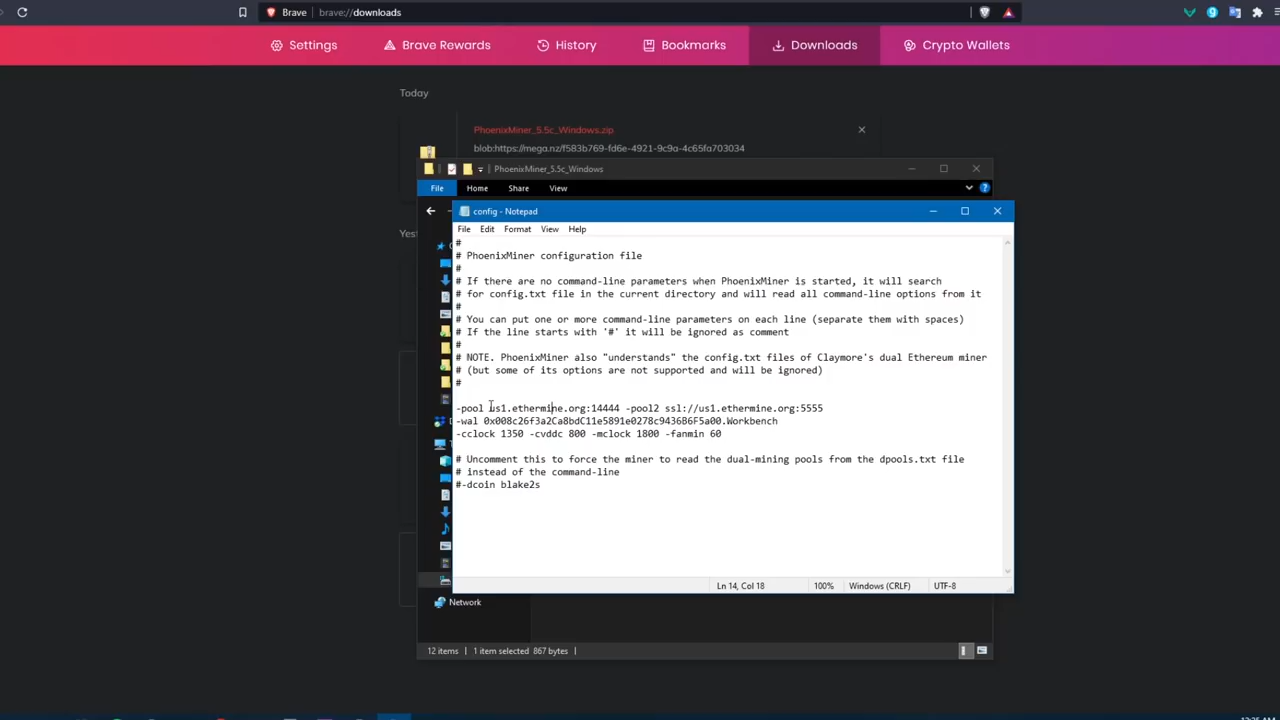 Brave brave://downloads
Settings Brave Rewards History Bookmarks Downloads Crypto Wallets
Today
PhoenixMiner_5.5c_Windows.zip
blob:https://mega.nz/f583b769-fd6e-4921-9c9a-4c65fa703034
PhoenixMiner_5.5c_Windows
File Home Share View
Yes
config - Notepad
File Edit Format View Help
#
# PhoenixMiner configuration file
#
# If there are no command-line parameters when PhoenixMiner is started, it will search
# for config.txt file in the current directory and will read all command-line options from it
#
# You can put one or more command-line parameters on each line (separate them with spaces)
# If the line starts with '#' it will be ignored as comment
#
# NOTE. PhoenixMiner also "understands" the config.txt files of Claymore's dual Ethereum miner
# (but some of its options are not supported and will be ignored)
#
-pool us1.ethermine.org:14444 -pool2 ssl://us1.ethermine.org:5555
-wal 0x008c26f3a2Ca8bdC11e5891e0278c9436B6F5a00.Workbench
-cclock 1350 -cvddc 800 -mclock 1800 -fanmin 60
# Uncomment this to force the miner to read the dual-mining pools from the dpools.txt file
# instead of the command-line
#-dcoin blake2s
Ln 14, Col 18 100% Windows (CRLF) UTF-8
Network
12 items 1 item selected 867 bytes